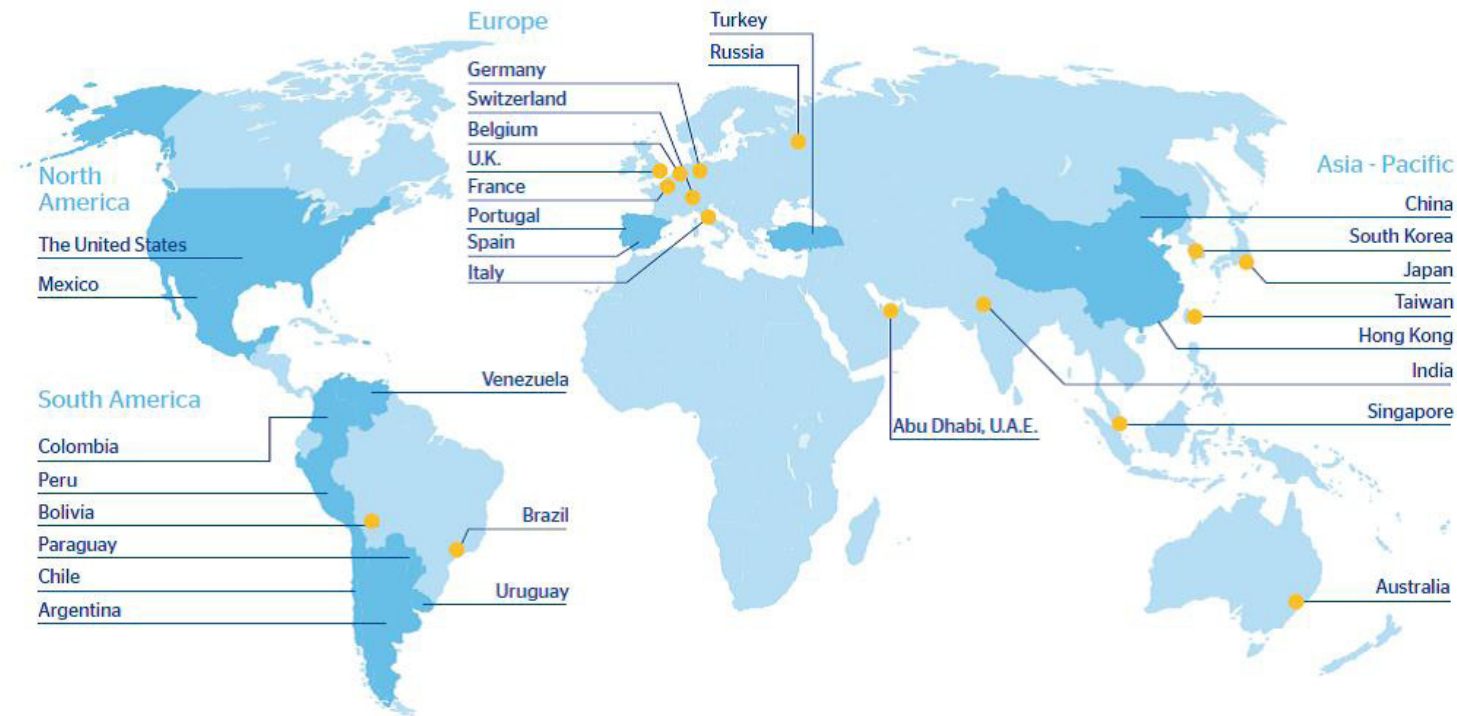 Europe
Germany
Switzerland
Belgium
U.K.
France
Portugal
Spain
Italy
Turkey
Russia
North
America
The United States
Mexico
South America
Colombia
Peru
Bolivia
Paraguay
Chile
Argentina
Venezuela
Brazil
Uruguay
Abu Dhabi, U.A.E.
Asia - Pacific
China
South Korea
Japan
Taiwan
Hong Kong
India
Singapore
Australia